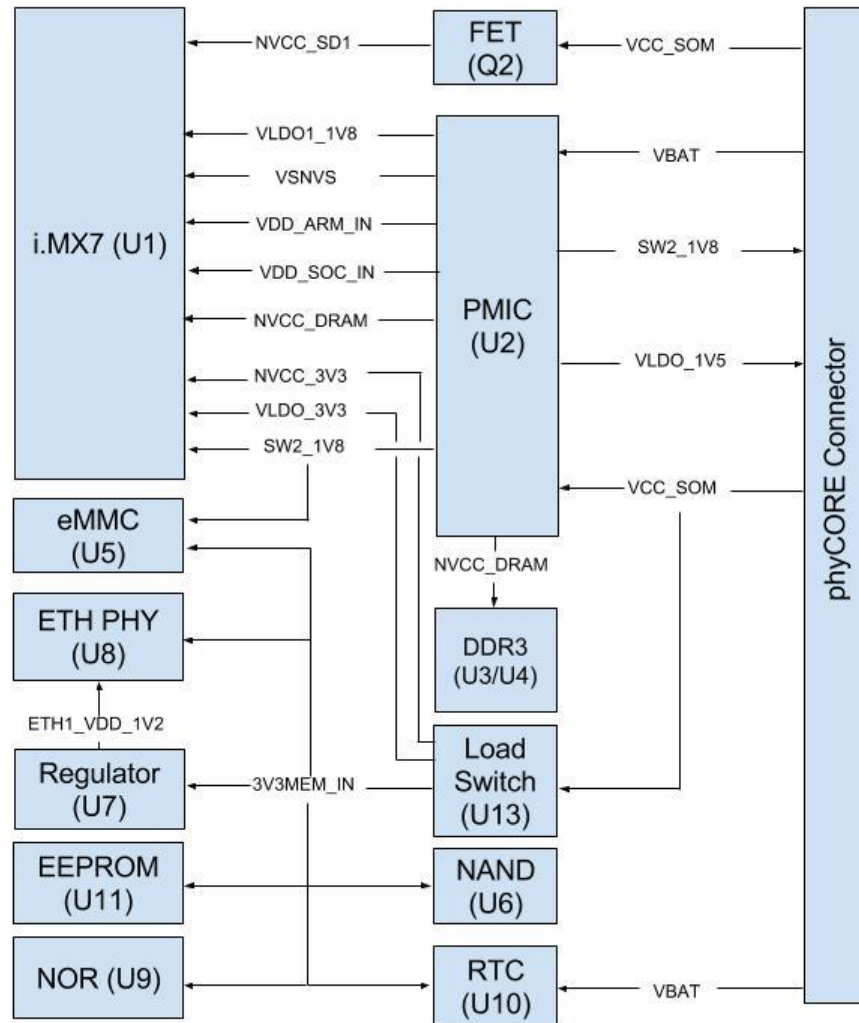 FET
(Q2)
NVCC_SD1
VCC_SOM
VLDO1_1V8
VBAT
VSNVS
i.MX7 (U1)
VDD_ARM_IN
SW2_1V8
VDD_SOC_IN
PMIC
(U2)
NVCC_DRAM
VLDO_1V5
NVCC_3V3
VLDO_3V3
SW2_1V8
VCC_SOM
phyCORE Connector
eMMC
(U5)
NVCC_DRAM
ETH PHY
(U8)
DDR3
(U3/U4)
ETH1_VDD_1V2
Regulator
(U7)
3V3MEM_IN
Load
Switch
(U13)
EEPROM
(U11)
NAND
(U6)
NOR (U9)
RTC
(U10)
VBAT